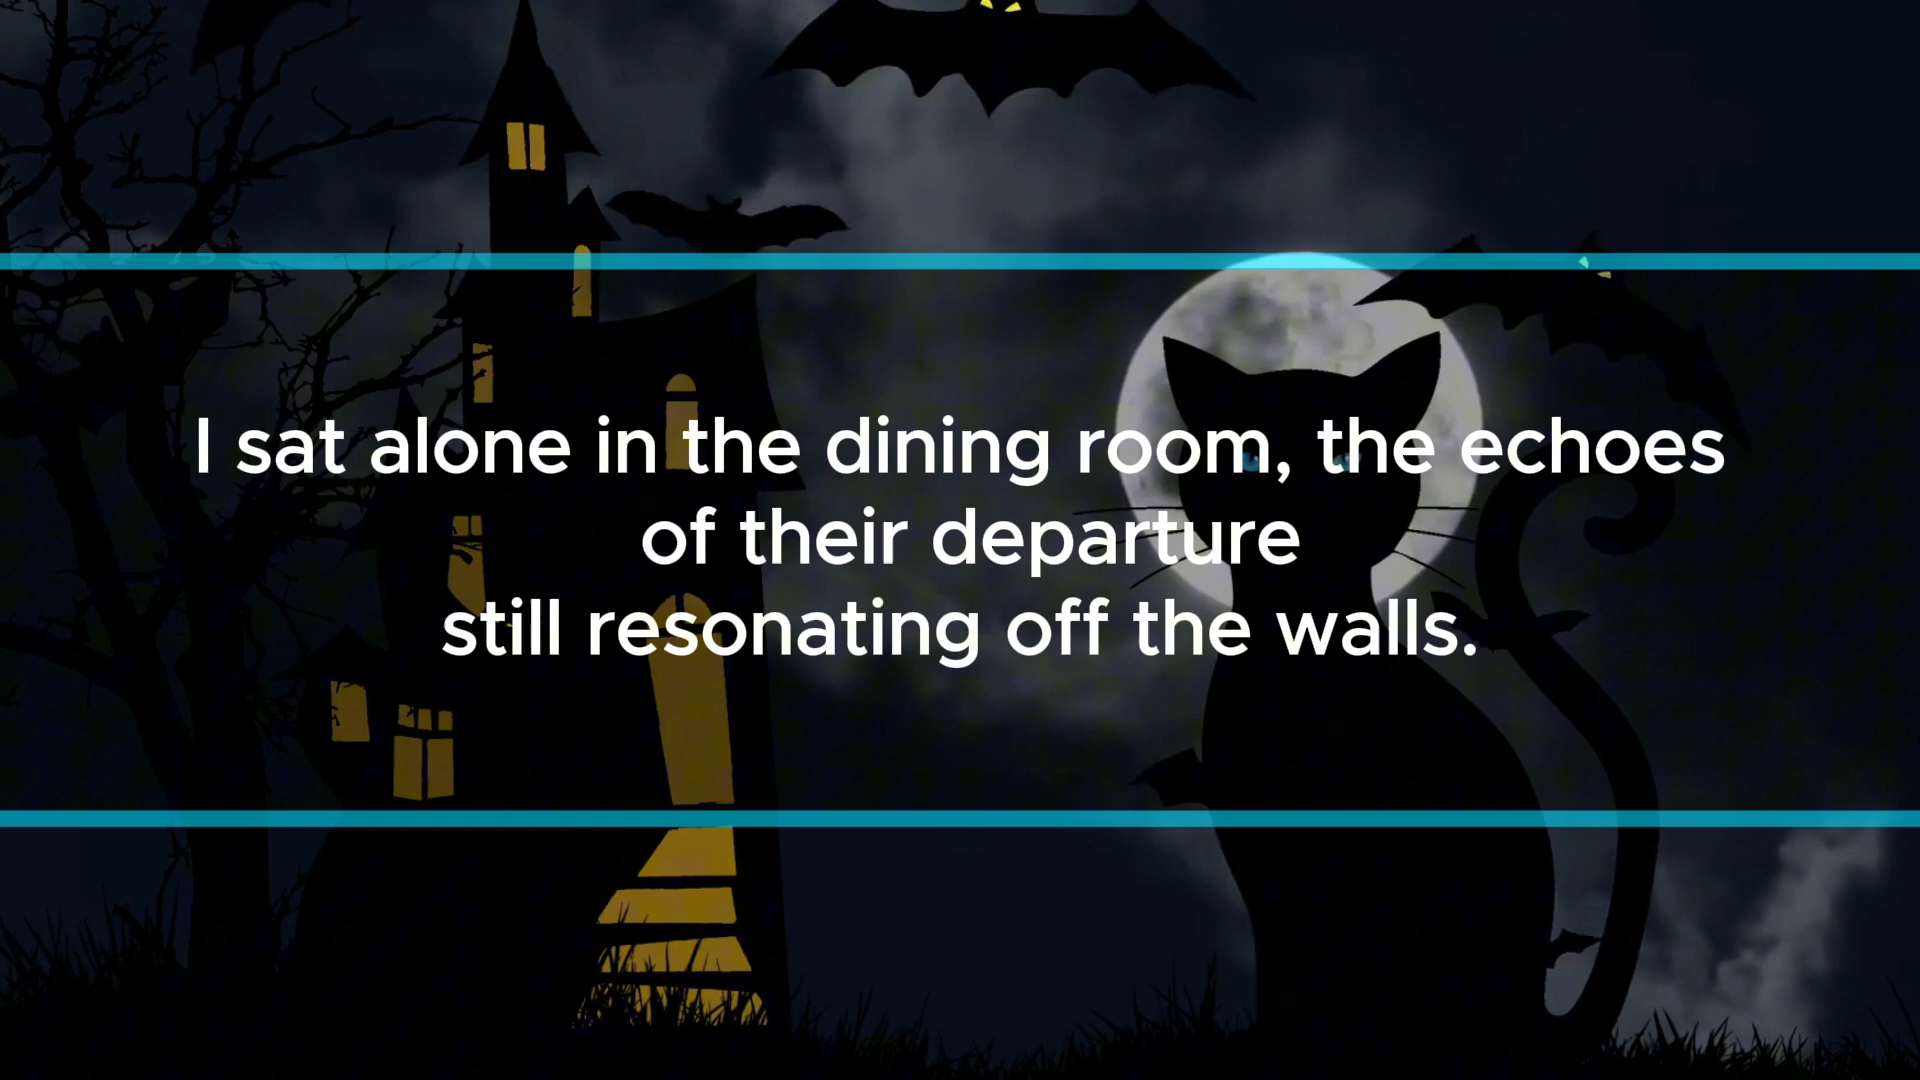 I sat alone in the dining room, the echoes
of their departure
still resonating off the walls.